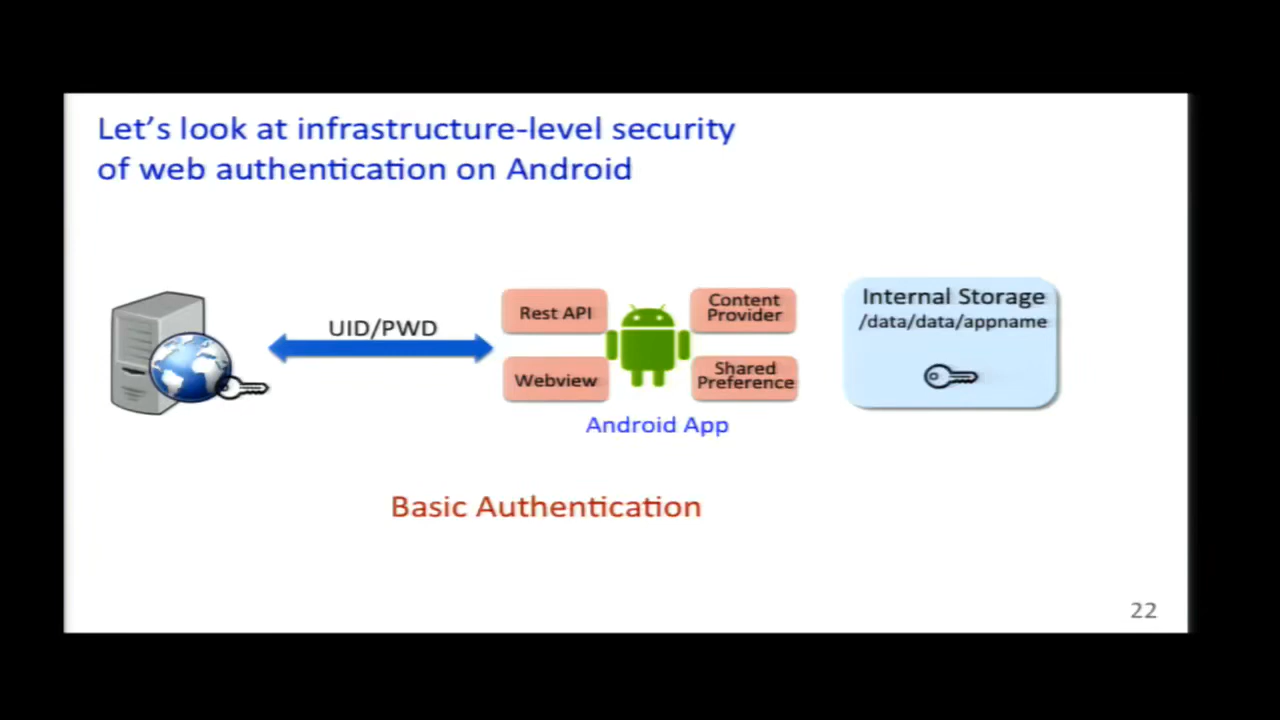 Let's look at infrastructure-level security
of web authentication on Android
UID/PWD
Rest API
Webview
Content
Provider
Shared
Preference
Android App
Internal Storage
/data/data/appname
Basic Authentication
22